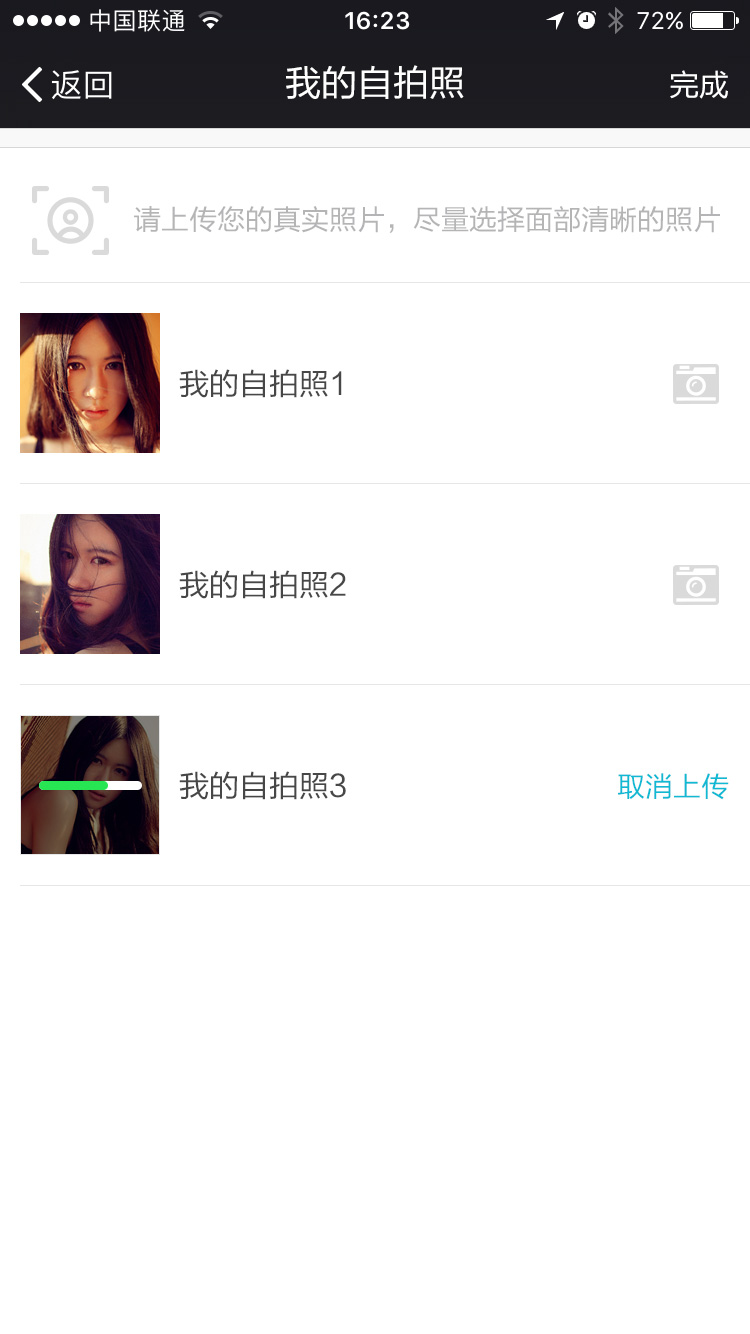 中国联通 16:23 72%
返回 我的自拍照 完成
请上传您的真实照片，尽量选择面部清晰的照片
我的自拍照1
我的自拍照2
我的自拍照3 取消上传